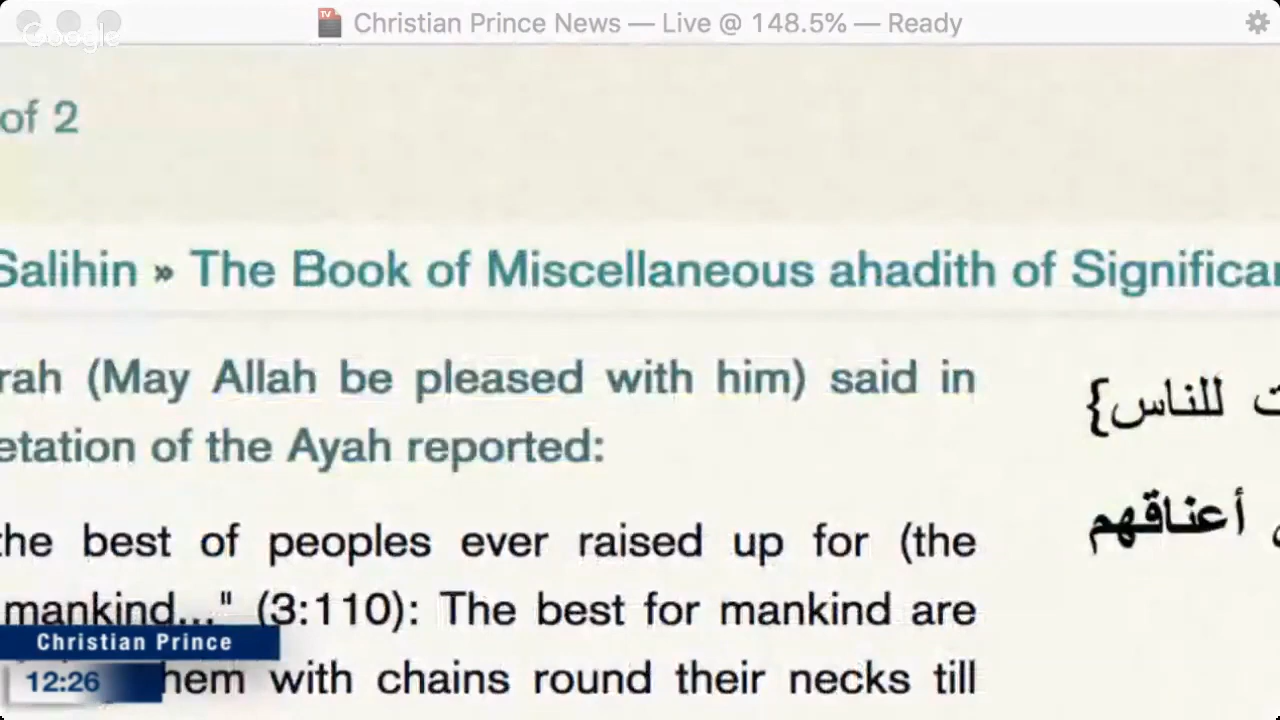 Christian Prince News — Live @ 148.5% — Ready
Google
of 2
Salihin » The Book of Miscellaneous ahadith of Significan
rah (May Allah be pleased with him) said in
etation of the Ayah reported:
ت للناس}
أعناقهم
the best of peoples ever raised up for (the
mankind..." (3:110): The best for mankind are
Christian Prince
12:26
hem with chains round their necks till